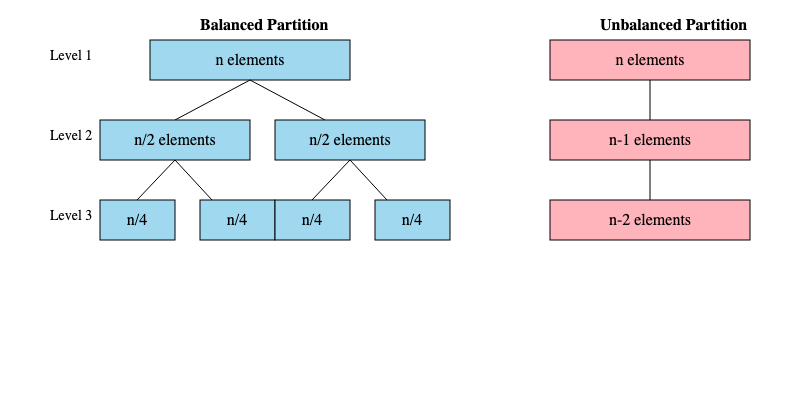 Balanced Partition
Unbalanced Partition
Level 1
n elements
n elements
Level 2
n/2 elements
n/2 elements
n-1 elements
Level 3
n/4
n/4
n/4
n/4
n-2 elements